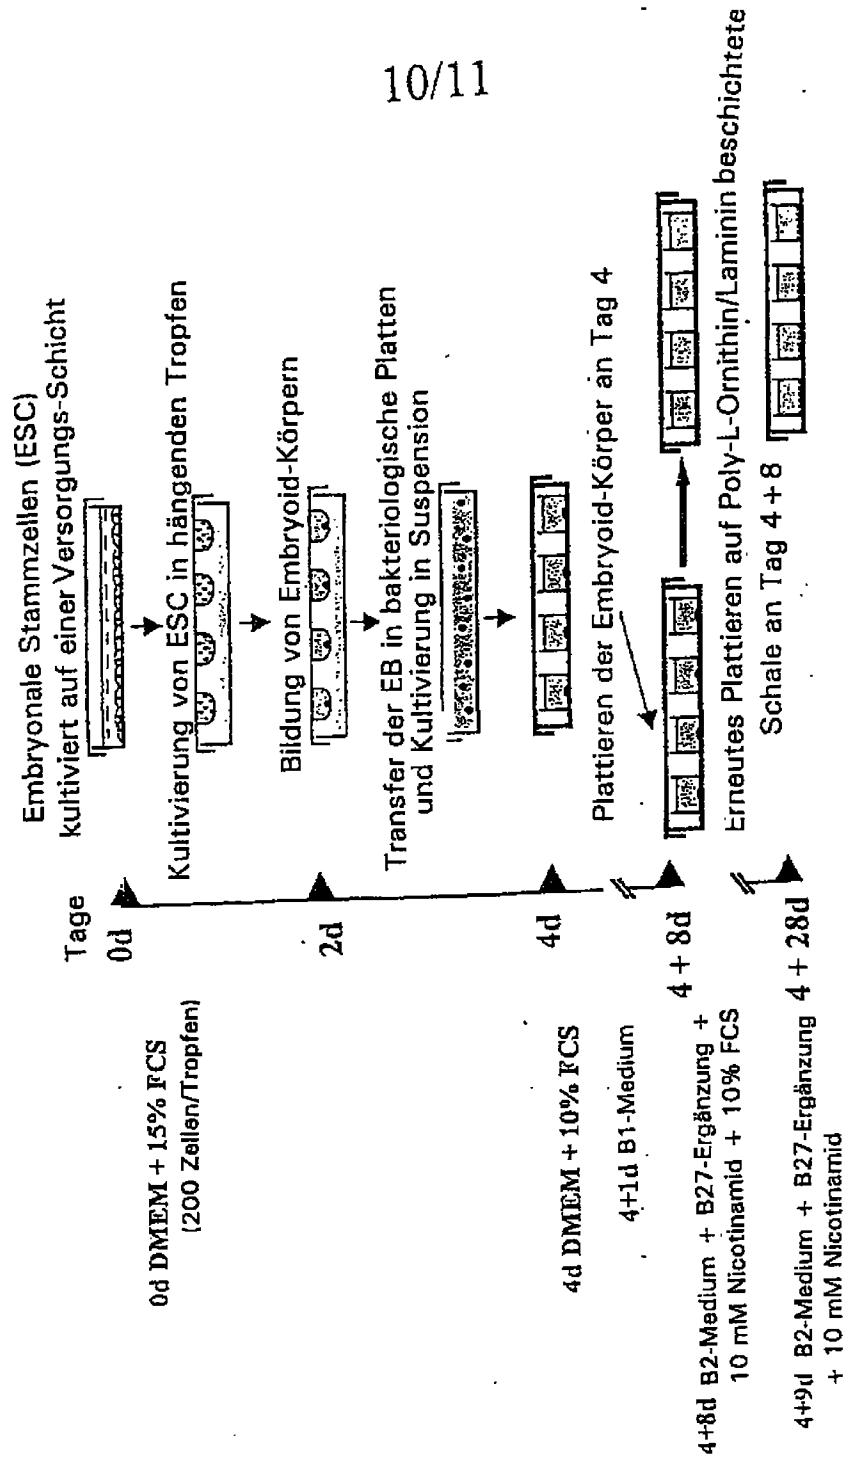 10/11
Embryonale Stammzellen (ESC)
kultiviert auf einer Versorgungs-Schicht
Kultivierung von ESC in hängenden Tropfen
Bildung von Embryoid-Körpern
Transfer der EB in bakteriologische Platten
und Kultivierung in Suspension
Plattieren der Embryoid-Körper an Tag 4
Erneutes Plattieren auf Poly-L-Ornithin/Laminin beschichtete
Schale an Tag 4+8
Tage
0d
2d
4d
4 + 8d
4 + 28d
0d DMEM + 15% FCS
(200 Zellen/Tropfen)
4d DMEM + 10% FCS
4+1d B1-Medium
4+8d B2-Medium + B27-Ergänzung +
10 mM Nicotinamid + 10% FCS
4+9d B2-Medium + B27-Ergänzung
+ 10 mM Nicotinamid